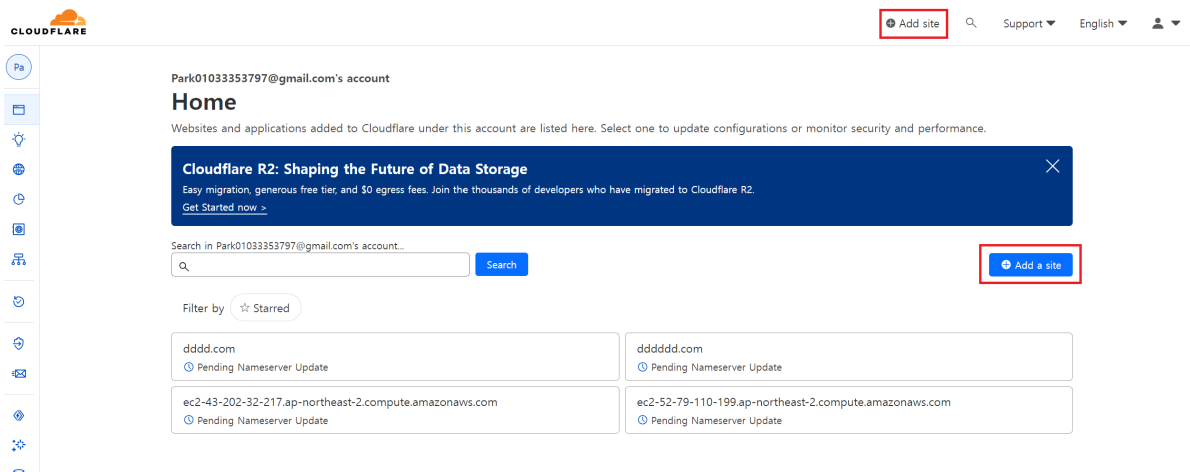 CLOUDFLARE
Add site
Support
English
Pa
Park01033353797@gmail.com's account
Home
Websites and applications added to Cloudflare under this account are listed here. Select one to update configurations or monitor security and performance.
Cloudflare R2: Shaping the Future of Data Storage
Easy migration, generous free tier, and $0 egress fees. Join the thousands of developers who have migrated to Cloudflare R2.
Get Started now >
Search in Park01033353797@gmail.com's account...
Search
Add a site
Filter by
Starred
dddd.com
Pending Nameserver Update
dddddd.com
Pending Nameserver Update
ec2-43-202-32-217.ap-northeast-2.compute.amazonaws.com
Pending Nameserver Update
ec2-52-79-110-199.ap-northeast-2.compute.amazonaws.com
Pending Nameserver Update